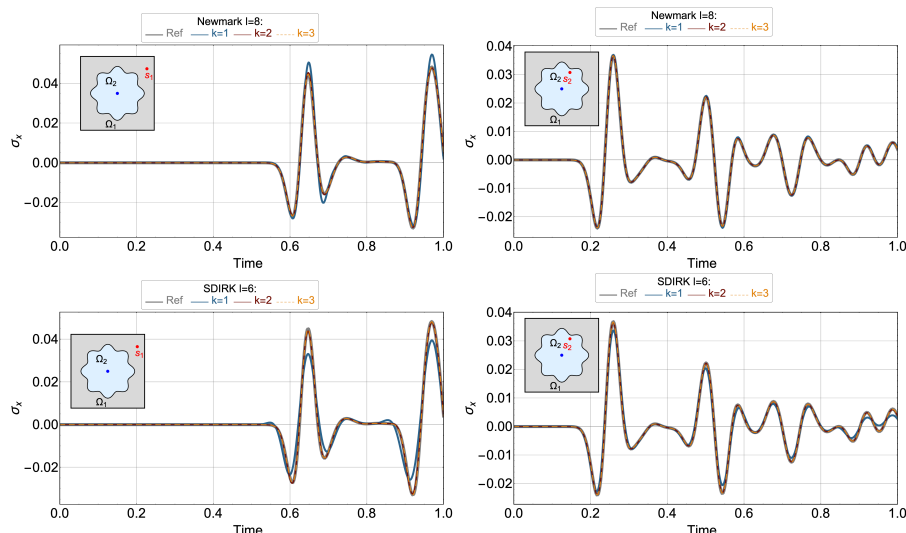 Newmark l=8:
Ref k=1 k=2 k=3
0.04
0.02
0.00
−0.02
σx
Ω2
s1
Ω1
0.0 0.2 0.4 0.6 0.8 1.0
Time
Newmark l=8:
Ref k=1 k=2 k=3
0.04
0.03
0.02
0.01
0.00
−0.01
−0.02
σx
Ω2 s2
Ω1
0.0 0.2 0.4 0.6 0.8 1.0
Time
SDIRK l=6:
Ref k=1 k=2 k=3
0.04
0.02
0.00
−0.02
σx
Ω2
s1
Ω1
0.0 0.2 0.4 0.6 0.8 1.0
Time
SDIRK l=6:
Ref k=1 k=2 k=3
0.04
0.03
0.02
0.01
0.00
−0.01
−0.02
σx
Ω2 s2
Ω1
0.0 0.2 0.4 0.6 0.8 1.0
Time